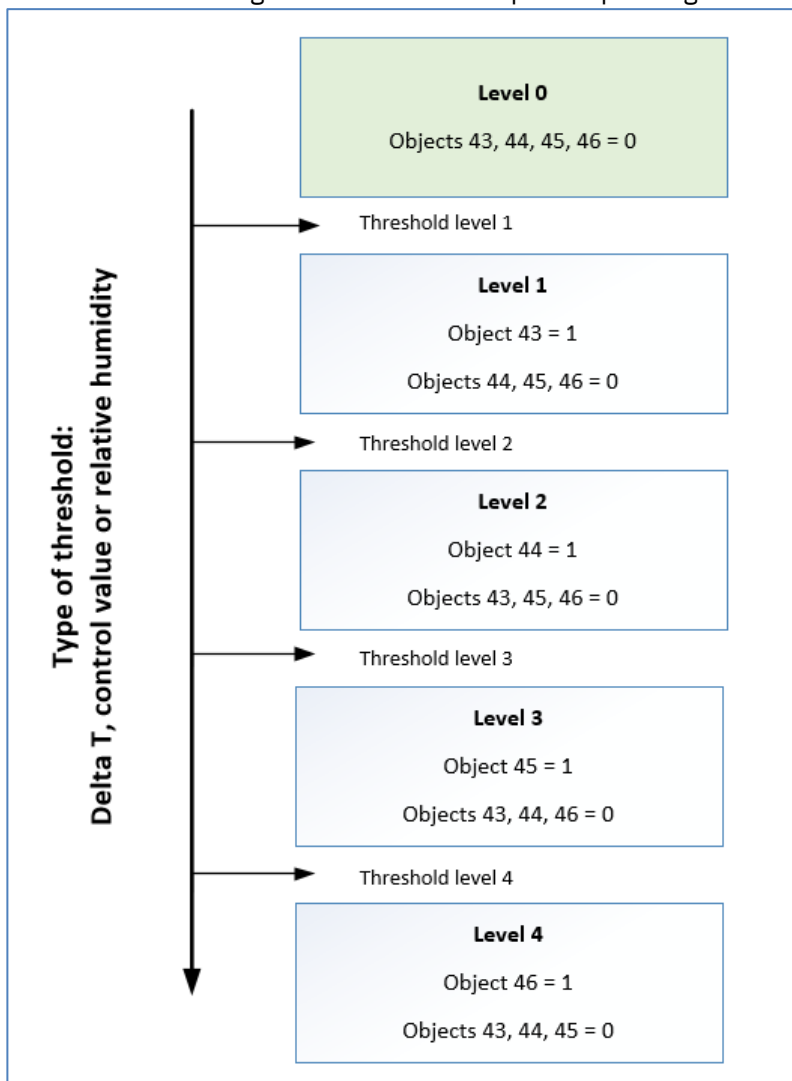 Level 0
Objects 43, 44, 45, 46 = 0
Threshold level 1
Level 1
Object 43 = 1
Objects 44, 45, 46 = 0
Threshold level 2
Level 2
Object 44 = 1
Objects 43, 45, 46 = 0
Threshold level 3
Level 3
Object 45 = 1
Objects 43, 44, 46 = 0
Threshold level 4
Level 4
Object 46 = 1
Objects 43, 44, 45 = 0
Type of threshold:
Delta T, control value or relative humidity